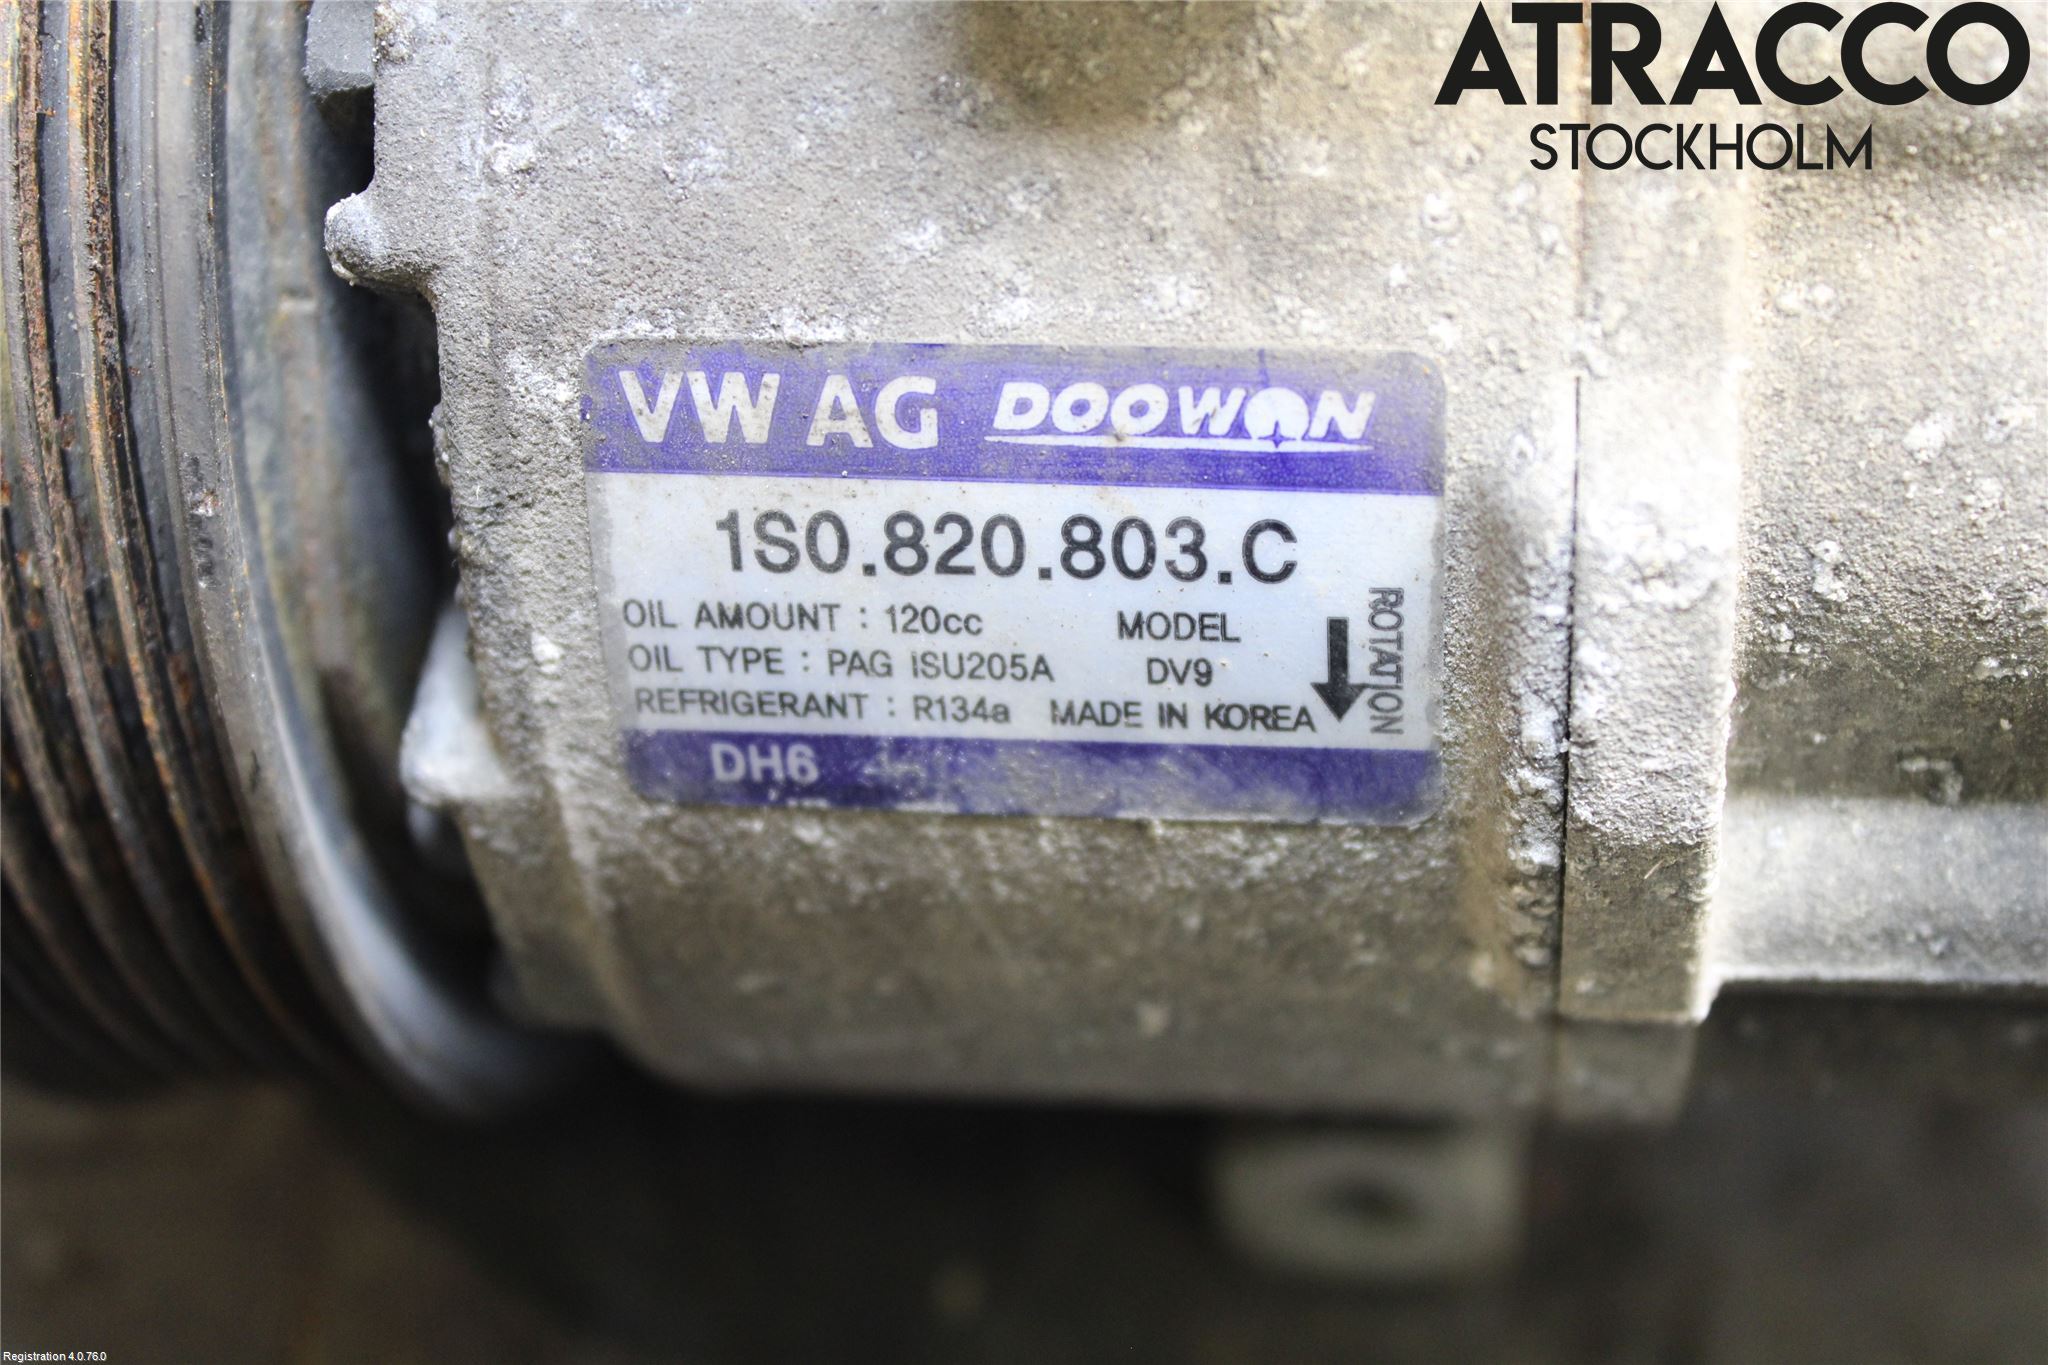 ATRACCO
STOCKHOLM
VW AG DOOWON
1S0.820.803.C
OIL AMOUNT : 120cc MODEL
OIL TYPE : PAG ISU205A DV9
REFRIGERANT : R134a MADE IN KOREA
ROTATION
DH6
Registration 4.0.76.0